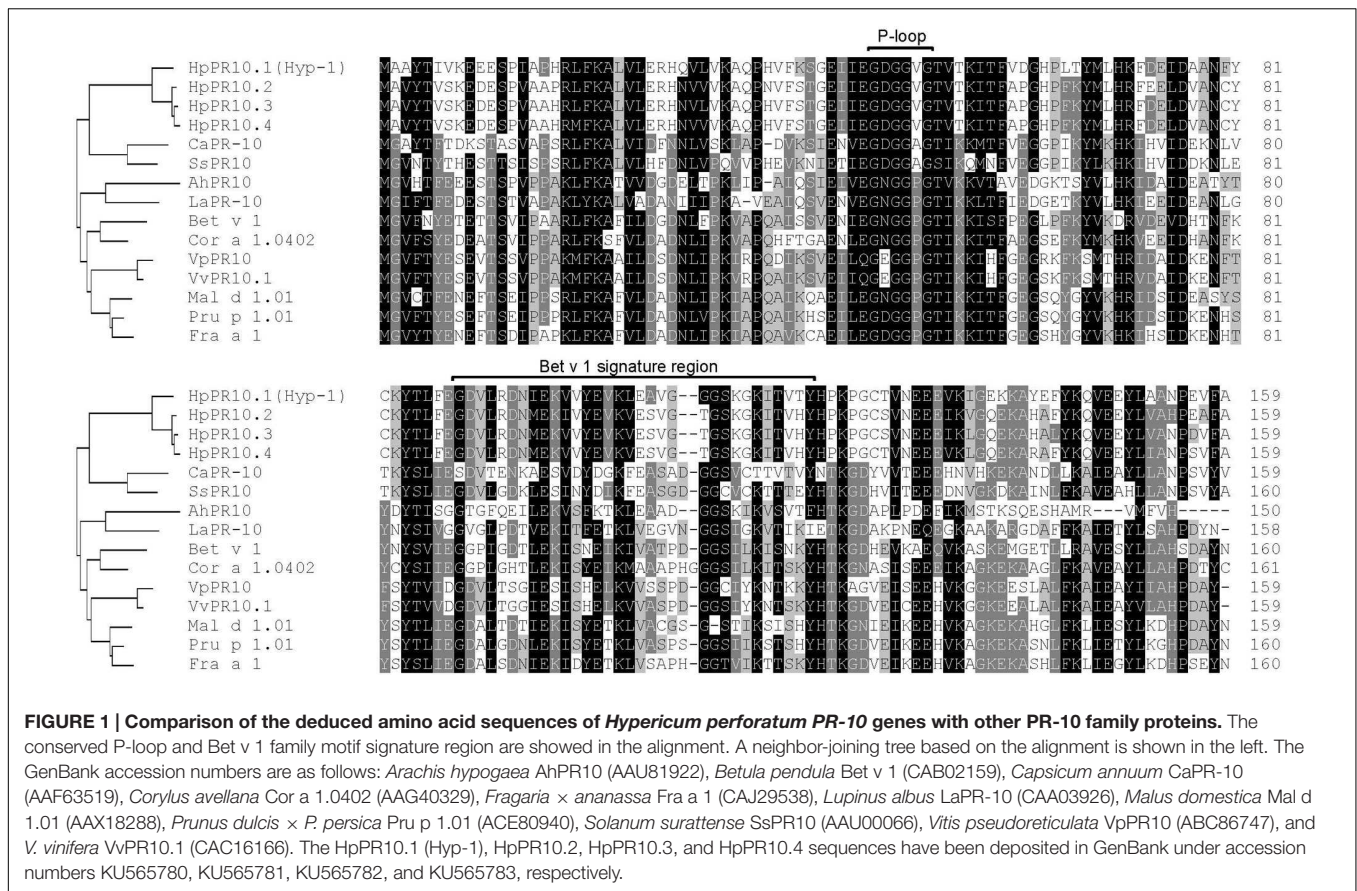 P-loop
HpPR10.1(Hyp-1) MAAYTIVKEEESPIAPHRLFKALVLERHQVLVKAQPHVFKSGEIIEGDGGVGTVTKITFVDGHPLTYMLHKFDEIDAANFY 81
HpPR10.2 MAVYTVSKEDESPVAAPRLFKALVLERHNVVVKAQPNVFSTGEIIEGDGGVGTVTKITFAPGHPFKYMLHRFEELDVANCY 81
HpPR10.3 MAVYTVSKEDESPVAAHRLFKALVLERHNVVVKAQPHVFSTGEIIEGDGGVGTVTKITFAPGHPFKYMLHRFDELDVANCY 81
HpPR10.4 MAVYTVSKEDESPVAAHRMFKALVLERHNVVVKAQPHVFSTGEIIEGDGGVGTVTKITFAPGHPFKYMLHRFDELDVANCY 81
CaPR-10 MGAYTFTDKSTASVAPSRLFKALVIDFNNLVSKLAP-DVKSIENVEGDGGAGTIKKMTFVEGGPIKYLKHKIHVIDEKNLV 80
SsPR10 MGVNTYTHESTTSISPSRLFKALVLHFDNLVPQVVPHEVKNIETIEGDGGAGSIKQMNFVEGGPIKYLKHKIHVIDDKNLE 81
AhPR10 MGVHTFEEESTSPVPPAKLFKATVVDGDELTPKLIP-AIQSIEIVEGNGGPGTVKKVTAVEDGKTSYVLHKIDAIDEATYT 80
LaPR-10 MGIFTFEDESTSTVAPAKLYKALVADANIIIPKA-VEAIQSVENVEGNGGPGTIKKLTFIEDGETKYVLHKIEEIDEANLG 80
Bet v 1 MGVFNYETETTSVIPAARLFKAFILDGDNLFPKVAPQAISSVENIEGNGGPGTIKKISFPEGLPFKYVKDRVDEVDHTNFK 81
Cor a 1.0402 MGVFSYEDEATSVIPPARLFKSFVLDADNLIPKVAPQHFTGAENLEGNGGPGTIKKITFAEGSEFKYMKHKVEEIDHANFK 81
VpPR10 MGVFTYESEVTSSVPPAKMFKAAILDSDNLIPKVRPQDIKSVEILQGEGGPGTIKKIHFGEGRKFKSMTHRVDAIDKENFT 81
VvPR10.1 MGVFTYESEVTSSVPPAKMFKAAILDSDNLIPKVRPQAIKSVEILQGEGGPGTIKKIHFGEGSKFKSMTHRVDAIDKENFT 81
Mal d 1.01 MGVCTFENEFTSEIPPSRLFKAFVLDADNLIPKIAPQAIKQAEILEGNGGPGTIKKITFGEGSQYGYVKHRIDSIDEASYS 81
Pru p 1.01 MGVFTYESEFTSEIPPPRLFKAFVLDADNLVPKIAPQAIKHSEILEGDGGPGTIKKITFGEGSQYGYVKHKIDSIDKENHS 81
Fra a 1 MGVYTYENEFTSDIPAPKLFKAFVLDADNLIPKIAPQAVKCAEILEGDGGPGTIKKITFGEGSHYGYVKHKIHSIDKENHT 81
Bet v 1 signature region
HpPR10.1(Hyp-1) CKYTLFEGDVLRDNIEKVVYEVKLEAVG--GGSKGKITVTYHPKPGCTVNEEEVKIGEKKAYEFYKQVEEYLAANPEVFA 159
HpPR10.2 CKYTLFEGDVLRDNMEKVVYEVKVESVG--TGSKGKITVHYHPKPGCSVNEEEIKVGQEKAHAFYKQVEEYLVAHPEAFA 159
HpPR10.3 CKYTLFEGDVLRDNMEKVVYEVKVESVG--TGSKGKITVHYHPKPGCSVNEEEIKLGQEKAHALYKQVEEYLVANPDVFA 159
HpPR10.4 CKYTLFEGDVLRDNMEKVVYEVKVESVG--TGSKGKITVHYHPKPGCTVNEEEIKLGQEKARAFYKQVEEYLVANPSVFA 159
CaPR-10 TKYSLIESDVTENKAESVDYDGKFEASAD-GGSVCTTVTVYNTKGDYVVTEEEHNVHKEKANDLLKAIEAYLLANPSVYV 159
SsPR10 TKYSLIEGDVLGDKLESINYDIKFEASGD-GGCVCKTTTEYHTKGDHVITEEEDNVGKDKAINLFKAVEAHLLANPSVYA 160
AhPR10 YDYTISGGTGFQEILEKVSFKTKLEAAD--GGSKIKVSVTFHTKGDAPLPDEFIKMSTKSQESHAMR---VMFVH----- 150
LaPR-10 YNYSIVGGVGLPDTVEKITFETKLVEGVN-GGSIGKVTIKIETKGDAKPNEQEGKAAKARGDAFFKAIETYLSAHPDYN- 158
Bet v 1 YNYSVIEGGPIGDTLEKISNEIKIVATPD-GGSILKISNKYHTKGDHEVKAEQVKASKEMGETLLRAVESYLLAHSDAYN 160
Cor a 1.0402 YCYSIIEGGPLGHTLEKISYEIKMAAAPHGGGSILKITSKYHTKGNASISEEEIKAGKEKAAGLFKAVEAYLLAHPDTYC 161
VpPR10 FSYTVIDGDVLTSGIESISHELKVVASPD-GGCIYKNTKKYHTKAGVEISEEHVKGGKEESLALFKAIEAYIIAHPDAY- 159
VvPR10.1 FSYTVVDGDVLTGGIESISHELKVVASPD-GGSIYKNTSKYHTKGDVEICEEHVKGGKEEALALFKAIEAYVLAHPDAY- 159
Mal d 1.01 YSYTLIEGDALTDTIEKISYETKLVACGS-G-STIKSISHYHTKGNIEIKEEHVKAGKEKAHGLFKLIESYLKDHPDAYN 159
Pru p 1.01 YSYTLIEGDALGDNLEKISYETKLVASPS-GGSIIKSTSHYHTKGDVEIKEEHVKAGKEKASNLFKLIETYLKGHPDAYN 160
Fra a 1 YSYSLIEGDALSDNIEKIDYETKLVSAPH-GGTVIKTTSKYHTKGDVEIKEEHVKAGKEKASHLFKLIEGYLKDHPSEYN 160
FIGURE 1 | Comparison of the deduced amino acid sequences of Hypericum perforatum PR-10 genes with other PR-10 family proteins. The
conserved P-loop and Bet v 1 family motif signature region are showed in the alignment. A neighbor-joining tree based on the alignment is shown in the left. The
GenBank accession numbers are as follows: Arachis hypogaea AhPR10 (AAU81922), Betula pendula Bet v 1 (CAB02159), Capsicum annuum CaPR-10
(AAF63519), Corylus avellana Cor a 1.0402 (AAG40329), Fragaria × ananassa Fra a 1 (CAJ29538), Lupinus albus LaPR-10 (CAA03926), Malus domestica Mal d
1.01 (AAX18288), Prunus dulcis × P. persica Pru p 1.01 (ACE80940), Solanum surattense SsPR10 (AAU00066), Vitis pseudoreticulata VpPR10 (ABC86747), and
V. vinifera VvPR10.1 (CAC16166). The HpPR10.1 (Hyp-1), HpPR10.2, HpPR10.3, and HpPR10.4 sequences have been deposited in GenBank under accession
numbers KU565780, KU565781, KU565782, and KU565783, respectively.